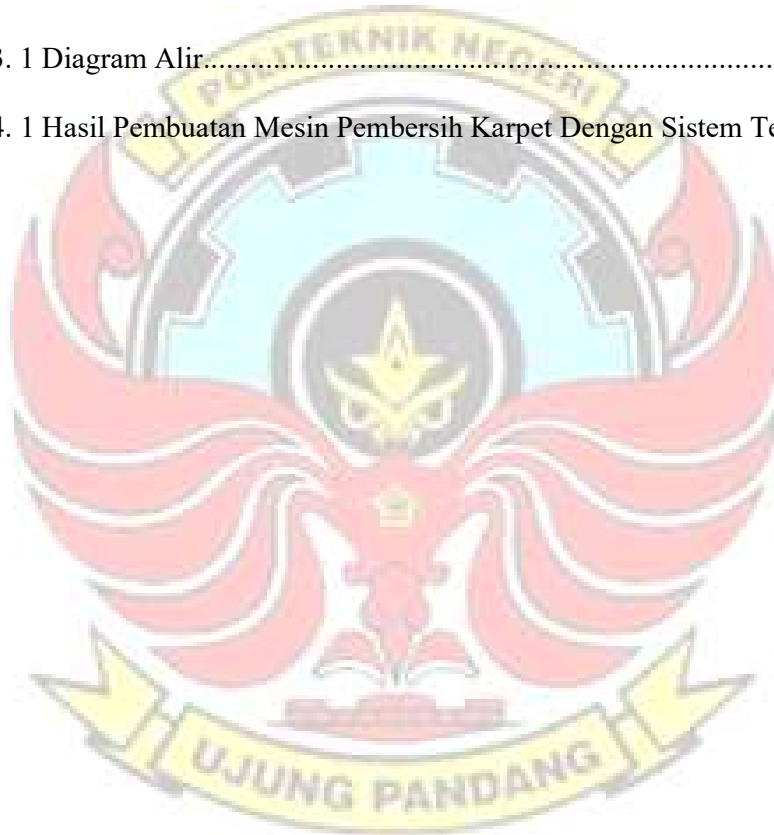 3. 1 Diagram Alir........................................................................
POLITEKNIK NEGERI
4. 1 Hasil Pembuatan Mesin Pembersih Karpet Dengan Sistem Te
UJUNG PANDANG